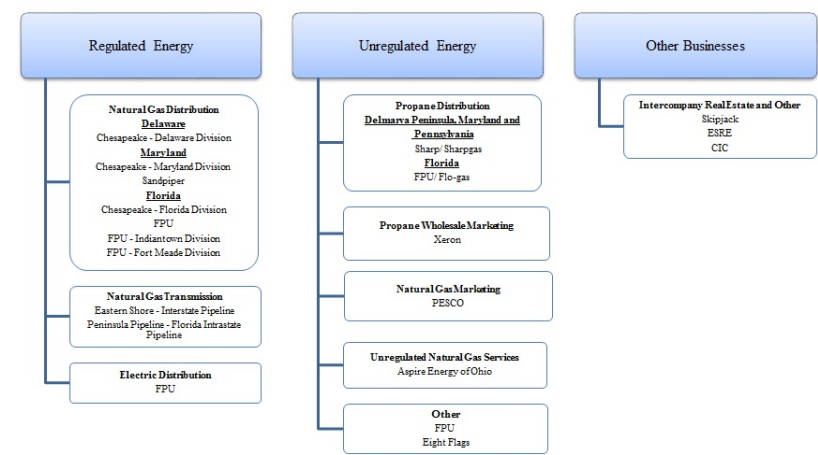 Regulated Energy
Natural Gas Distribution
Delaware
Chesapeake - Delaware Division
Maryland
Chesapeake - Maryland Division
Sandpiper
Florida
Chesapeake - Florida Division
FPU
FPU - Indiantown Division
FPU - Fort Meade Division
Natural Gas Transmission
Eastern Shore - Interstate Pipeline
Peninsula Pipeline - Florida Intrastate
Pipeline
Electric Distribution
FPU
Unregulated Energy
Propane Distribution
Delmarva Peninsula, Maryland and
Pennsylvania
Sharp/ Sharpgas
Florida
FPU/ Flo-gas
Propane Wholesale Marketing
Xeron
Natural Gas Marketing
PESCO
Unregulated Natural Gas Services
Aspire Energy of Ohio
Other
FPU
Eight Flags
Other Businesses
Intercompany Real Estate and Other
Skipjack
ESRE
CIC